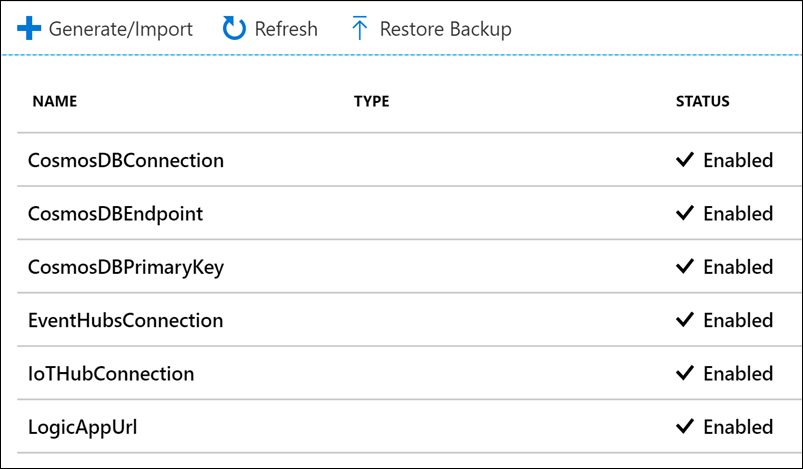 Generate/Import Refresh Restore Backup
NAME TYPE STATUS
CosmosDBConnection Enabled
CosmosDBEndpoint Enabled
CosmosDBPrimaryKey Enabled
EventHubsConnection Enabled
IoTHubConnection Enabled
LogicAppUrl Enabled